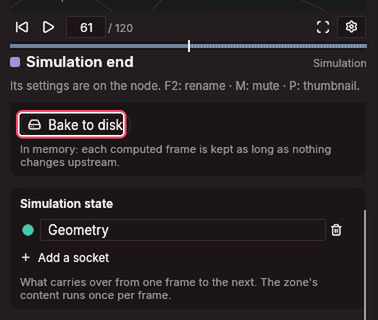 61 / 120
Simulation end Simulation
Its settings are on the node. F2: rename · M: mute · P: thumbnail.
Bake to disk
In memory: each computed frame is kept as long as nothing
changes upstream.
Simulation state
Geometry
+ Add a socket
What carries over from one frame to the next. The zone's
content runs once per frame.